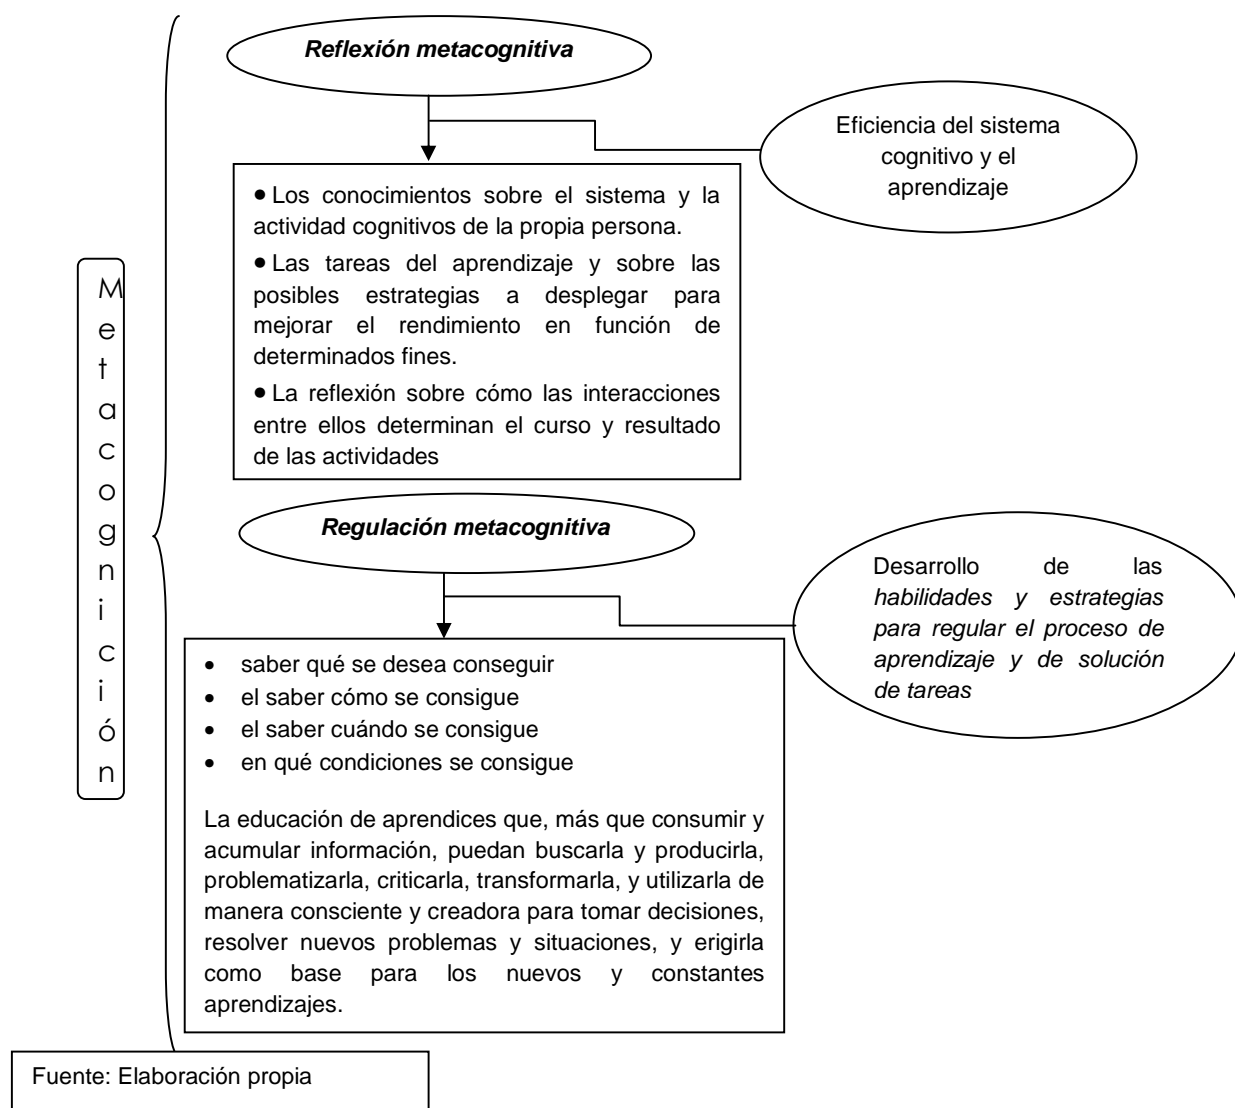 Metacognición
Reflexión metacognitiva
Eficiencia del sistema
cognitivo y el
aprendizaje
● Los conocimientos sobre el sistema y la
actividad cognitivos de la propia persona.
● Las tareas del aprendizaje y sobre las
posibles estrategias a desplegar para
mejorar el rendimiento en función de
determinados fines.
● La reflexión sobre cómo las interacciones
entre ellos determinan el curso y resultado
de las actividades
Regulación metacognitiva
Desarrollo de las
habilidades y estrategias
para regular el proceso de
aprendizaje y de solución
de tareas
• saber qué se desea conseguir
• el saber cómo se consigue
• el saber cuándo se consigue
• en qué condiciones se consigue
La educación de aprendices que, más que consumir y
acumular información, puedan buscarla y producirla,
problematizarla, criticarla, transformarla, y utilizarla de
manera consciente y creadora para tomar decisiones,
resolver nuevos problemas y situaciones, y erigirla
como base para los nuevos y constantes
aprendizajes.
Fuente: Elaboración propia